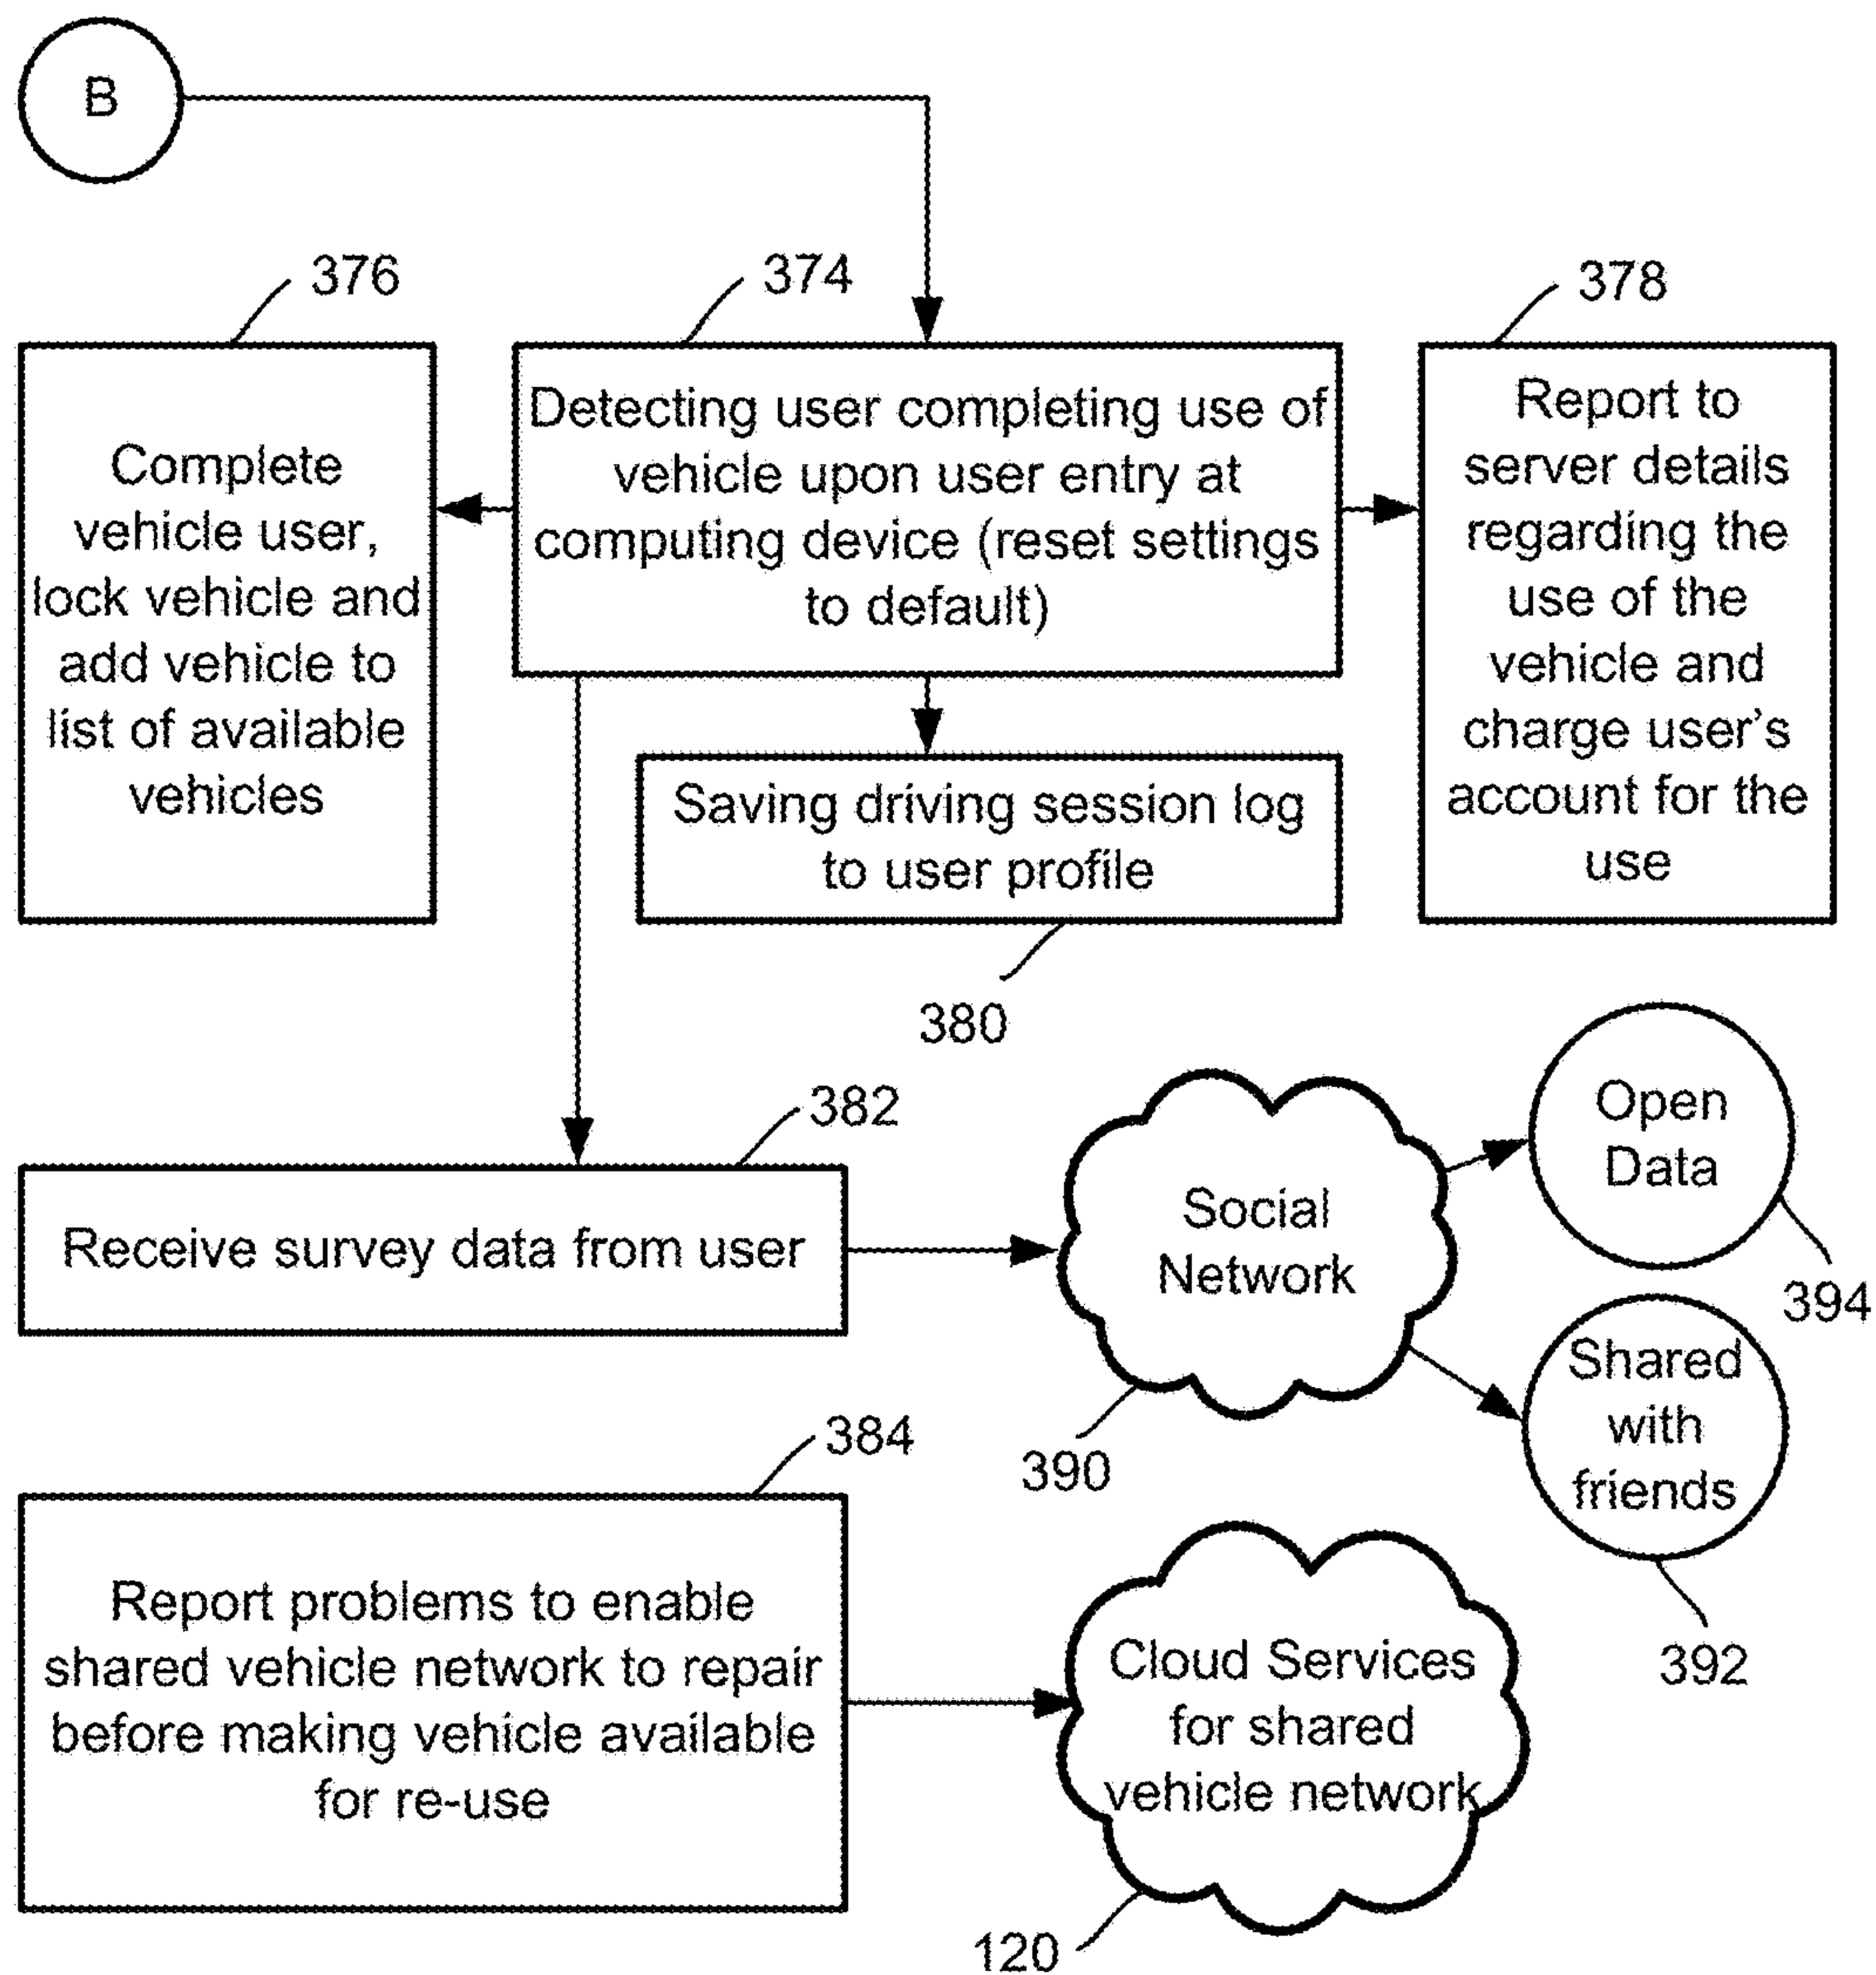 B
376
374
378
Complete
vehicle user,
lock vehicle and
add vehicle to
list of available
vehicles
Detecting user completing use of
vehicle upon user entry at
computing device (reset settings
to default)
Report to
server details
regarding the
use of the
vehicle and
charge user's
account for the
use
Saving driving session log
to user profile
380
382
Receive survey data from user
Social
Network
390
Open
Data
394
Shared
with
friends
392
384
Report problems to enable
shared vehicle network to repair
before making vehicle available
for re-use
Cloud Services
for shared
vehicle network
120